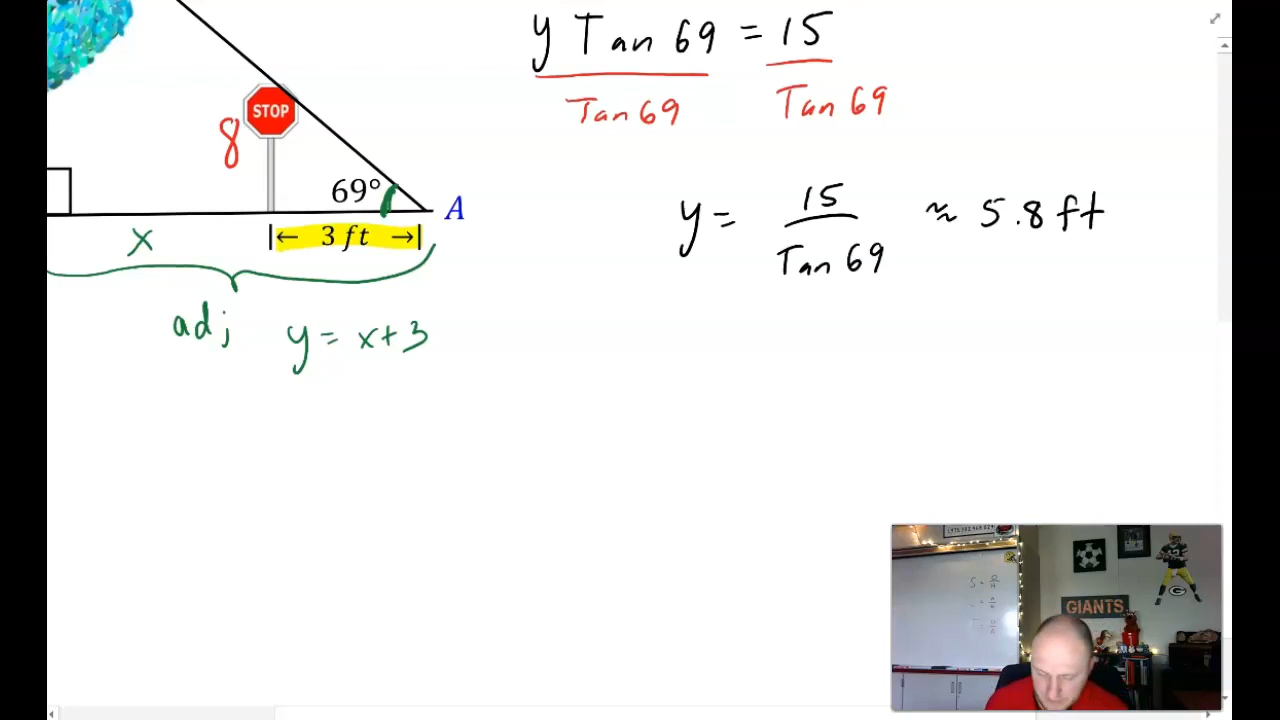 y Tan 69 = 15
Tan 69 Tan 69
STOP
8
69°
A
x
← 3 ft →
y = 15 / Tan 69 ≈ 5.8 ft
adj y = x + 3
GIANTS
G